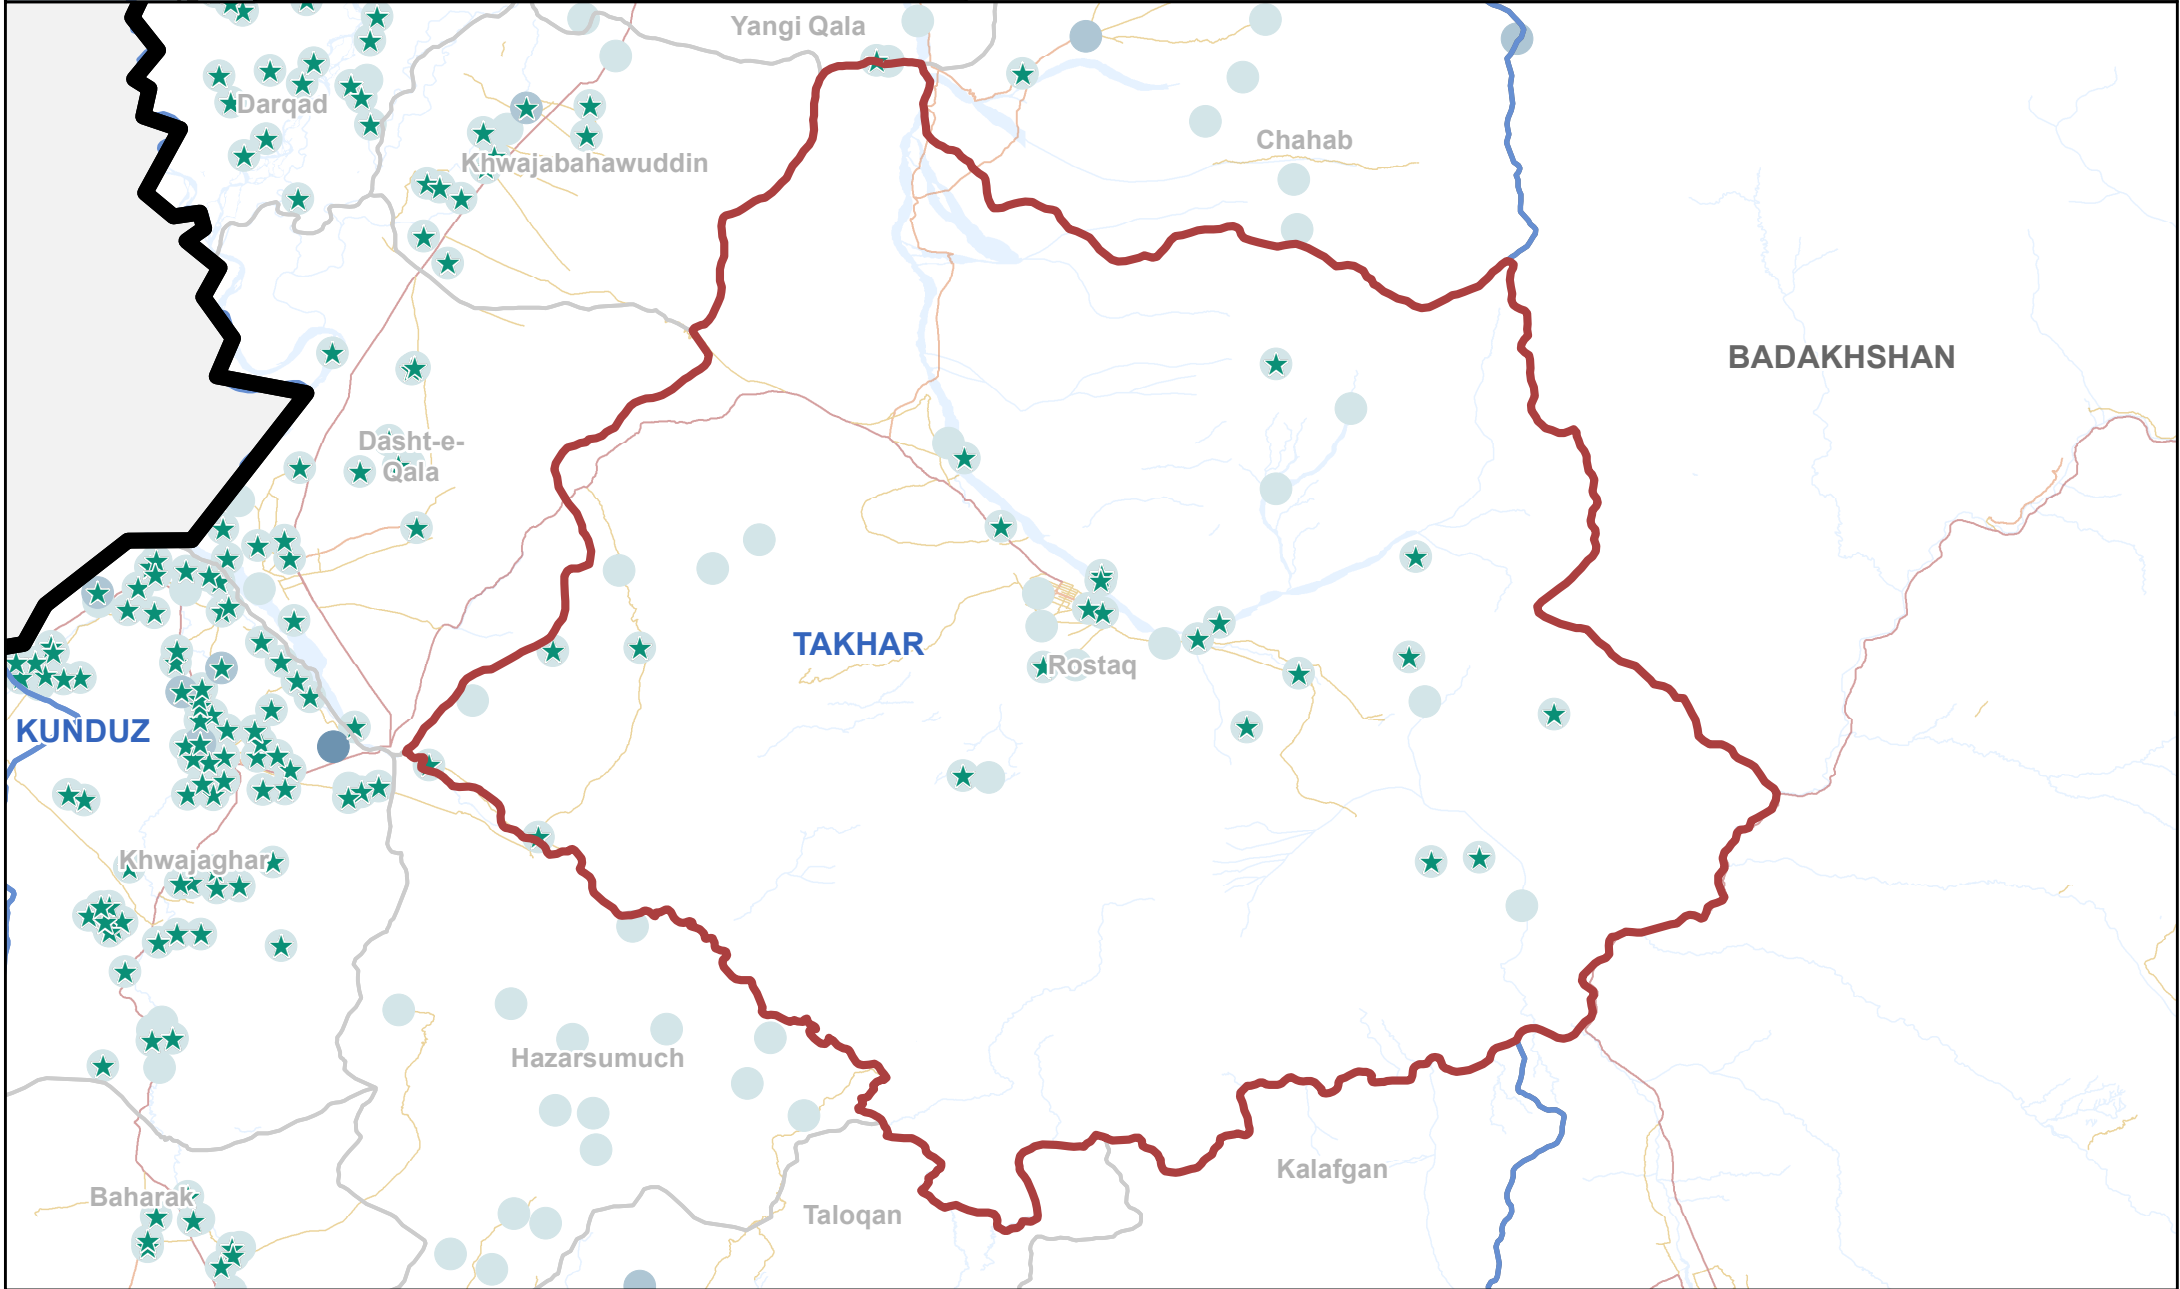 Yangi Qala
Darqad
Chahab
Khwajabahawuddin
BADAKHSHAN
Dasht-e-
Qala
TAKHAR
Rostaq
KUNDUZ
Khwajaghar
Hazarsumuch
Kalafgan
Baharak
Taloqan